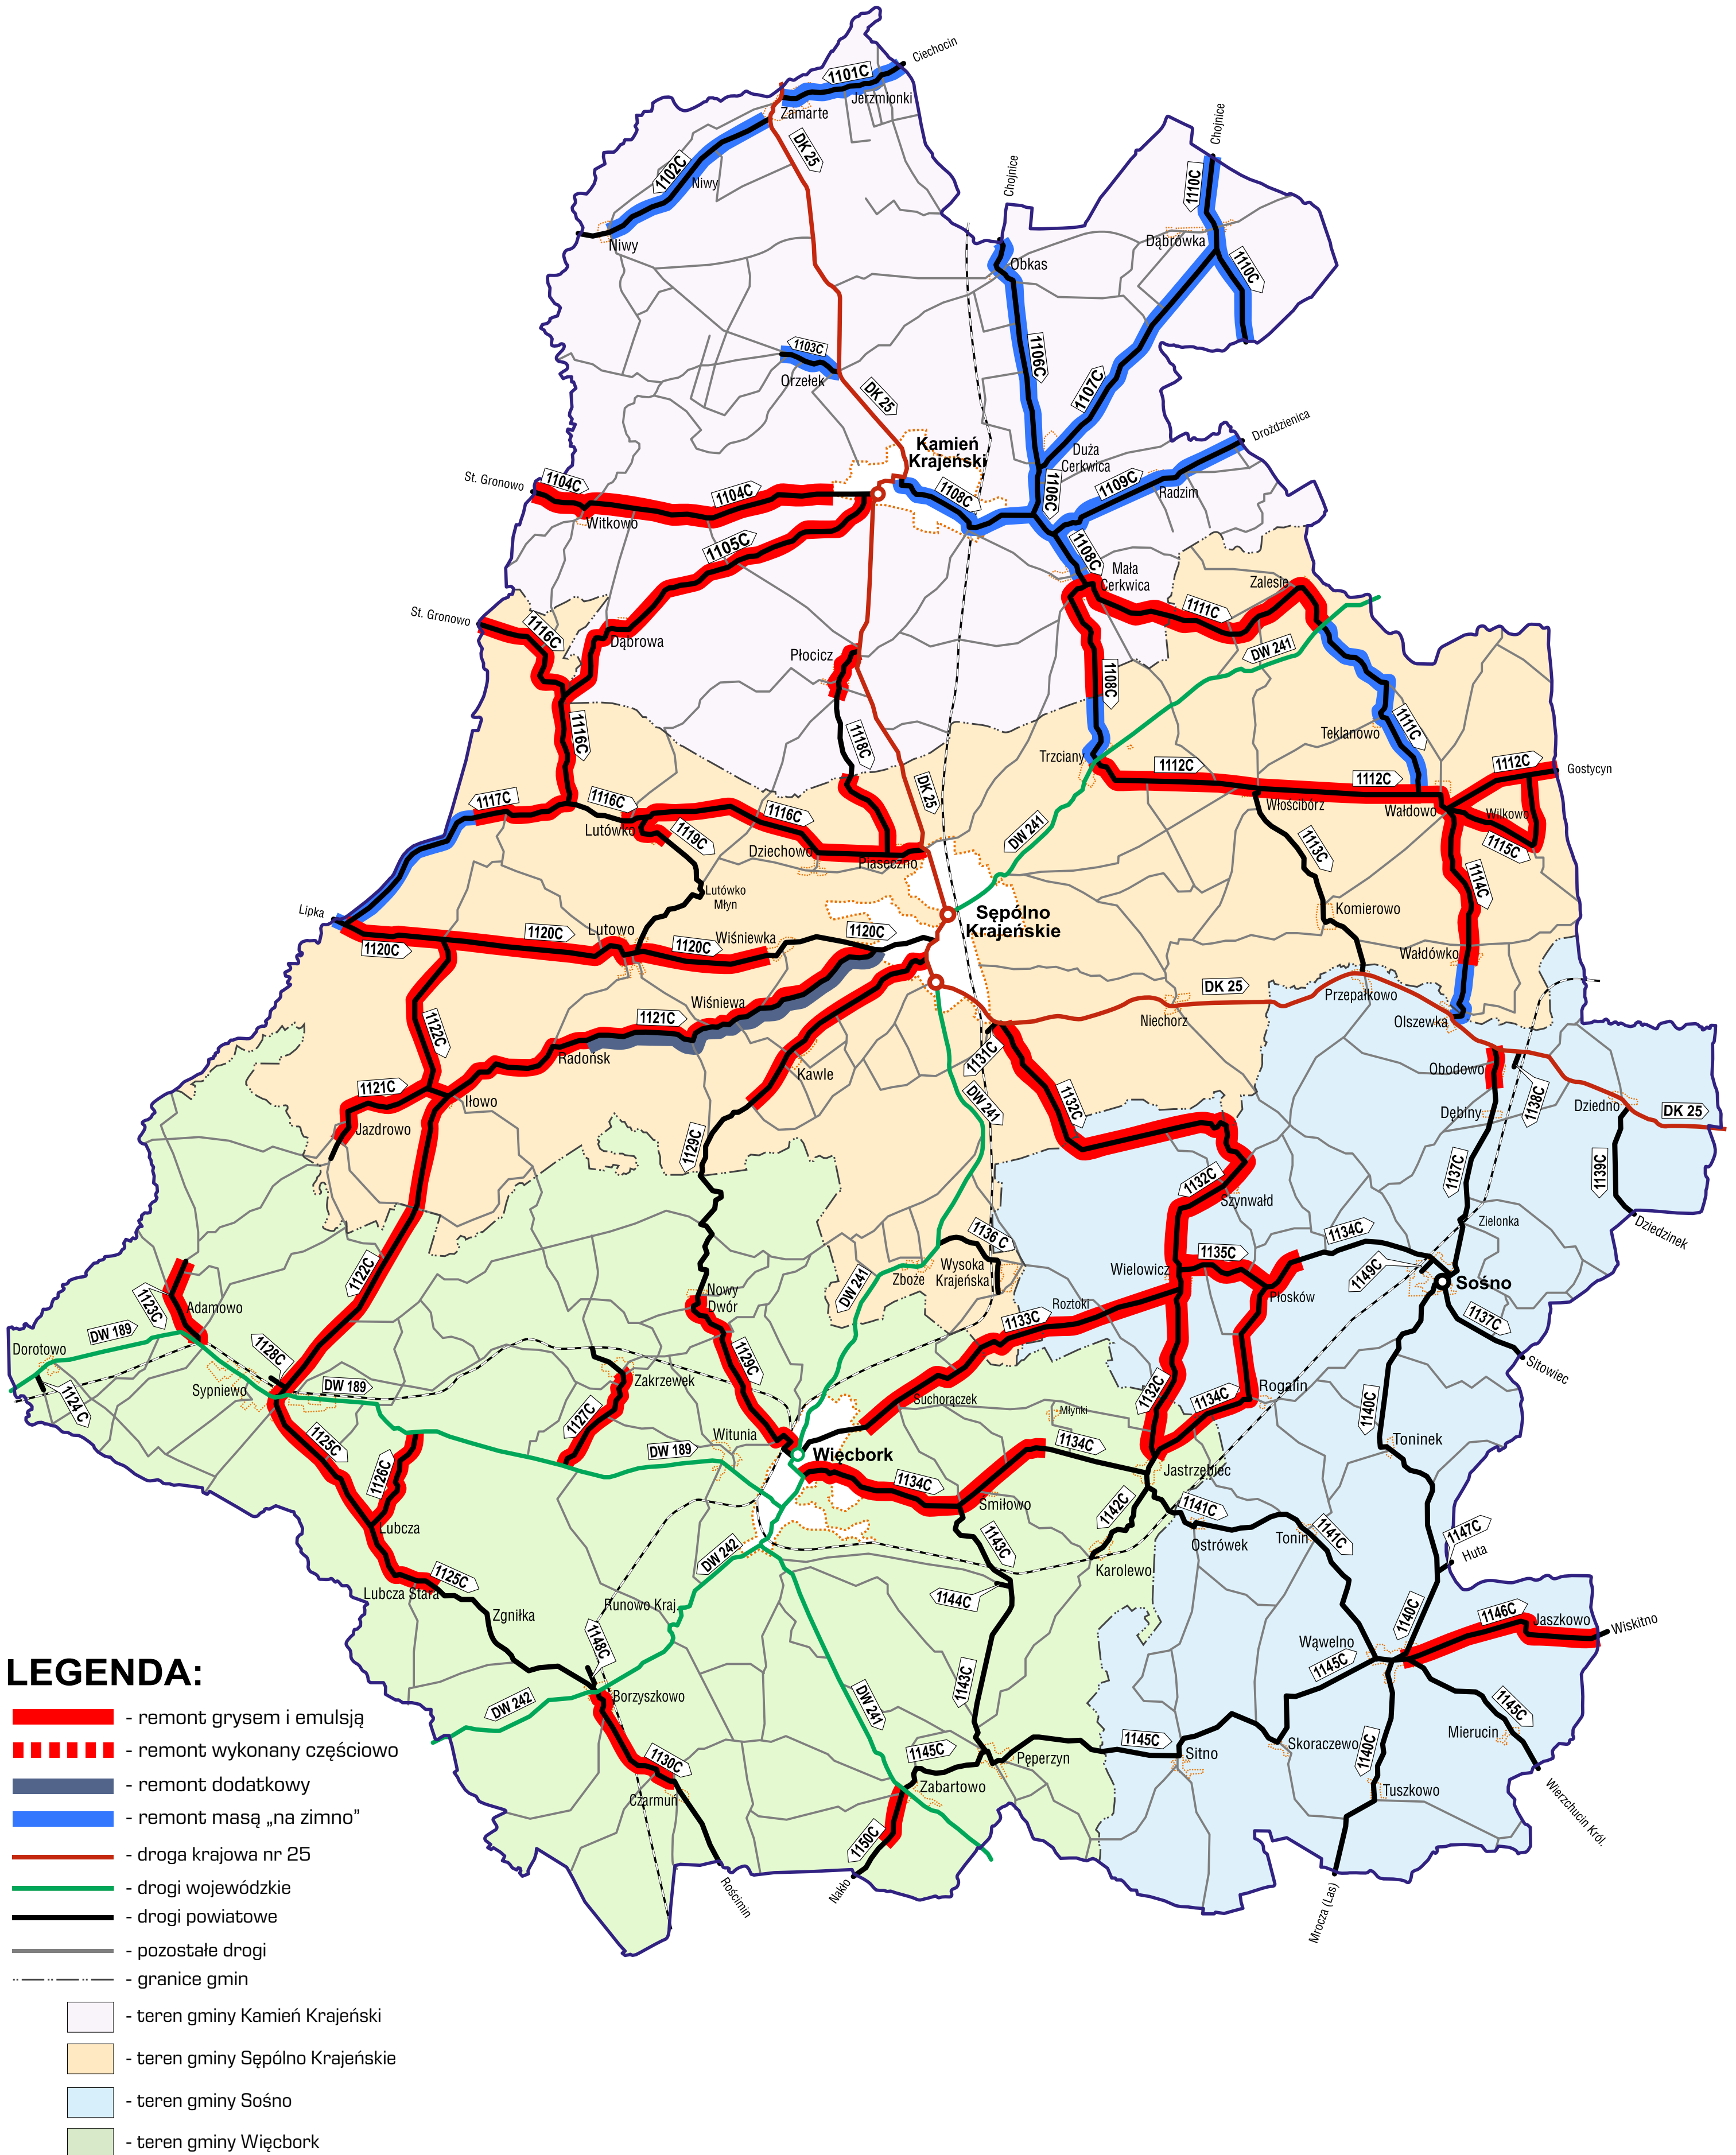 Ciechocin
1101C
Jerzmionki
Zamarte
DK 25
1102C
Niwy
Niwy
Chojnice
Chojnice
1110C
Dąbrówka
1110C
Obkas
1103C
Orzełek
DK 25
1106C
1107C
Kamień
Krajeński
Duża
Cerkwica
Drożdzienica
St. Gronowo
1104C
1104C
Witkowo
1108C
1106C
1109C
Radzim
1105C
1108C
Mała
Cerkwica
Zalesie
St. Gronowo
1116C
Dąbrowa
1111C
DW 241
Płocicz
1108C
1116C
1118C
Teklanowo
1111C
Trzciany
1112C
1112C
1112C
Gostycyn
DK 25
1117C
1116C
Lutówko
1116C
1119C
Dziechowo
Piaseczno
DW 241
Włościbórz
Wałdowo
Wilkowo
1115C
1113C
1114C
Lutówko
Młyn
Lipka
1120C
1120C
Lutowo
1120C
Wiśniewka
1120C
Sępólno
Krajeńskie
Komierowo
Wałdówko
Przepałkowo
DK 25
Niechorz
Olszewka
Wiśniewa
1121C
Radońsk
1122C
1121C
Iłowo
Jazdrowo
Kawle
1131C
DW 241
1132C
Obodowo
1138C
Dębiny
Dziedno
DK 25
1129C
1137C
1139C
1132C
Szynwałd
Zielonka
Dziedzinek
1136 C
Wysoka
Krajeńska
Zboże
DW 241
1134C
1135C
Wielowicz
Płosków
1149C
Sośno
1137C
Sitowiec
1122C
1123C
Adamowo
DW 189
Dorotowo
1124 C
1128C
Sypniewo
DW 189
Nowy
Dwór
1129C
Roztoki
1133C
Zakrzewek
1127C
Suchorączek
Młynki
1132C
1134C
Rogalin
1140C
Toninek
1125C
1126C
Witunia
DW 189
Więcbork
1134C
1134C
Jastrzębiec
Śmiłowo
Lubcza
1142C
1141C
Ostrówek
Tonin
1141C
1147C
Huta
DW 242
1143C
Karolewo
1144C
1125C
Lubcza Stara
Zgniłka
Runowo Kraj.
1148C
1140C
1146C
Jaszkowo
Wiskitno
Wąwelno
1145C
1143C
DW 242
Borzyszkowo
DW 241
1145C
Mierucin
1130C
Czarmuń
1145C
Pęperzyn
1145C
Sitno
Skoraczewo
1140C
Tuszkowo
Zabartowo
1150C
Nakło
Rościmin
Mrocza (Las)
Wierzchucin Król.
LEGENDA:
- remont grysem i emulsją
- remont wykonany częściowo
- remont dodatkowy
- remont masą „na zimno”
- droga krajowa nr 25
- drogi wojewódzkie
- drogi powiatowe
- pozostałe drogi
- granice gmin
- teren gminy Kamień Krajeński
- teren gminy Sępólno Krajeńskie
- teren gminy Sośno
- teren gminy Więcbork